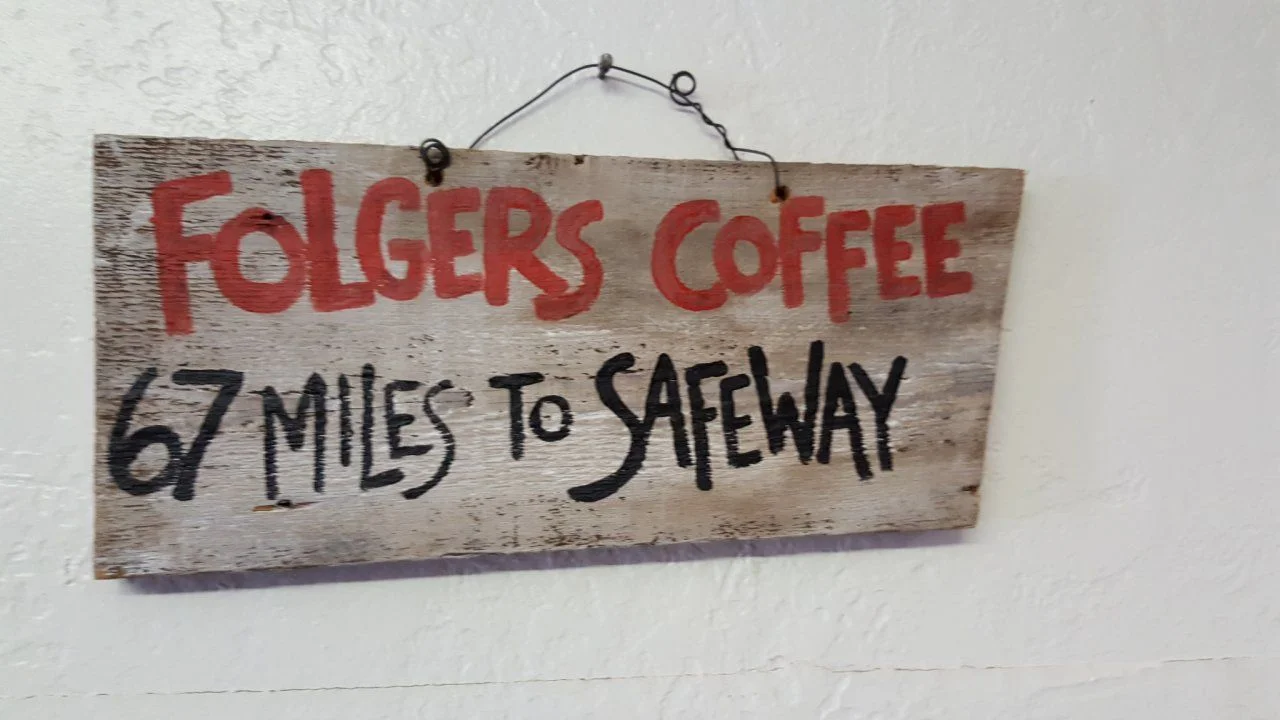 FOLGERS COFFEE
67 MILES TO SAFEWAY